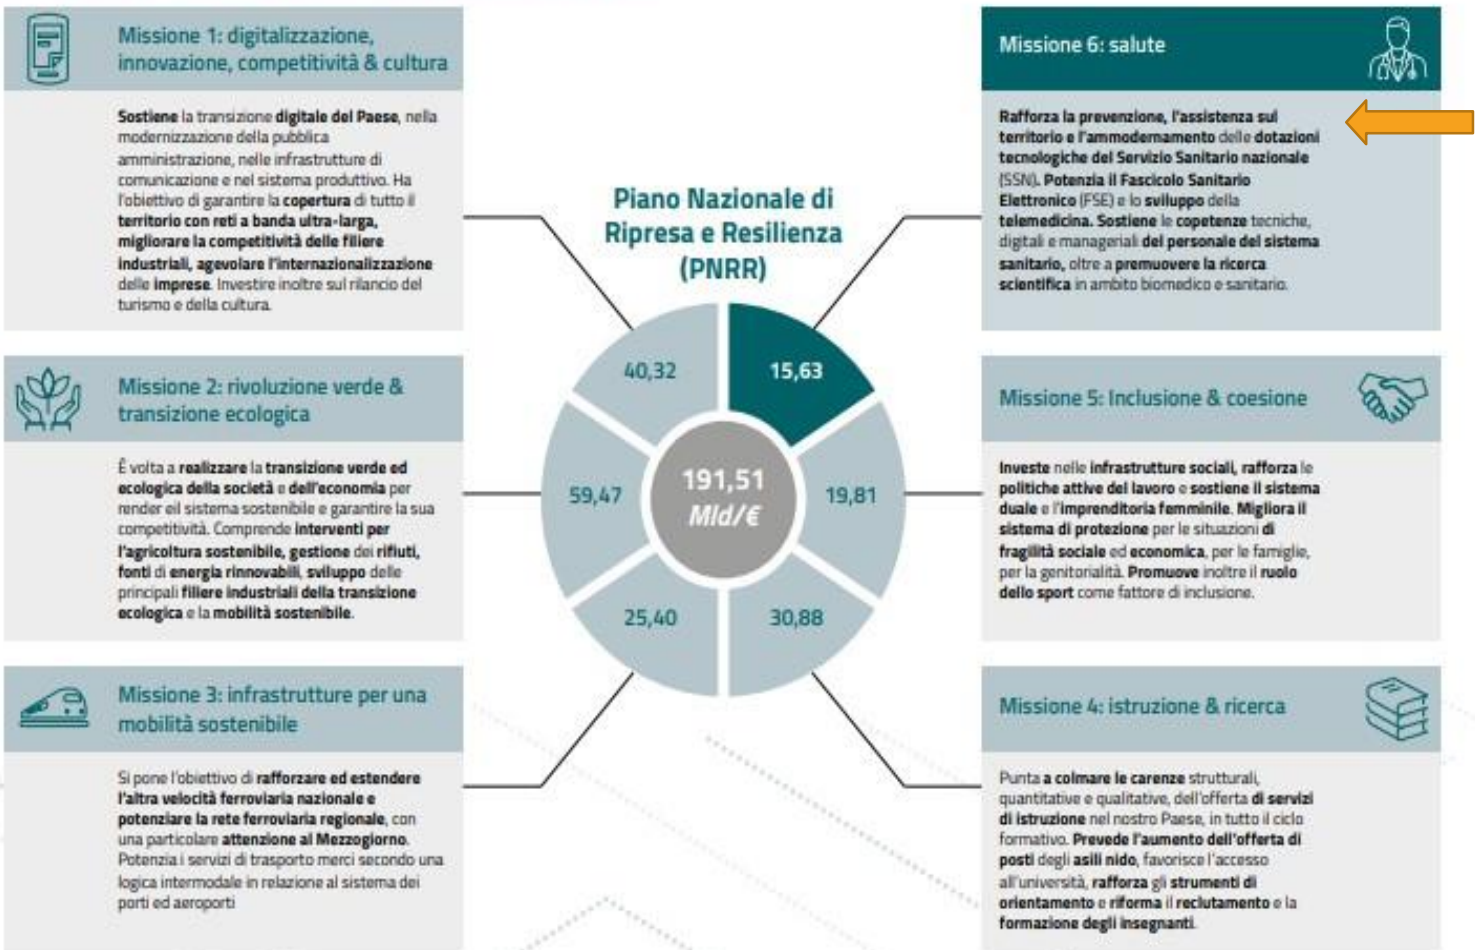 Missione 1: digitalizzazione,
innovazione, competitività & cultura
Sostiene la transizione digitale del Paese, nella
modernizzazione della pubblica
amministrazione, nelle infrastrutture di
comunicazione e nel sistema produttivo. Ha
l'obiettivo di garantire la copertura di tutto il
territorio con reti a banda ultra-larga,
migliorare la competitività delle filiere
industriali, agevolare l'internazionalizzazione
delle imprese. Investire inoltre sul rilancio del
turismo e della cultura.
Missione 2: rivoluzione verde &
transizione ecologica
È volta a realizzare la transizione verde ed
ecologica della società e dell'economia per
render eil sistema sostenibile e garantire la sua
competitività. Comprende interventi per
l'agricoltura sostenibile, gestione dei rifiuti,
fonti di energia rinnovabili, sviluppo delle
principali filiere industriali della transizione
ecologica e la mobilità sostenibile.
Missione 3: infrastrutture per una
mobilità sostenibile
Si pone l'obiettivo di rafforzare ed estendere
l'altra velocità ferroviaria nazionale e
potenziare la rete ferroviaria regionale, con
una particolare attenzione al Mezzogiorno.
Potenzia i servizi di trasporto merci secondo una
logica intermodale in relazione al sistema dei
porti ed aeroporti
Piano Nazionale di
Ripresa e Resilienza
(PNRR)
40,32
15,63
59,47
191,51
Mld/€
19,81
25,40
30,88
Missione 6: salute
Rafforza la prevenzione, l'assistenza sul
territorio e l'ammodernamento delle dotazioni
tecnologiche del Servizio Sanitario nazionale
(SSN). Potenzia il Fascicolo Sanitario
Elettronico (FSE) e lo sviluppo della
telemedicina. Sostiene le copetenze tecniche,
digitali e manageriali del personale del sistema
sanitario, oltre a premuovere la ricerca
scientifica in ambito biomedico e sanitario.
Missione 5: Inclusione & coesione
Investe nelle infrastrutture sociali, rafforza le
politiche attive del lavoro e sostiene il sistema
duale e l'imprenditoria femminile. Migliora il
sistema di protezione per le situazioni di
fragilità sociale ed economica, per le famiglie,
per la genitorialità. Promuove inoltre il ruolo
dello sport come fattore di inclusione.
Missione 4: istruzione & ricerca
Punta a colmare le carenze strutturali,
quantitative e qualitative, dell'offerta di servizi
di istruzione nel nostro Paese, in tutto il ciclo
formativo. Prevede l'aumento dell'offerta di
posti degli asili nido, favorisce l'accesso
all'università, rafforza gli strumenti di
orientamento e riforma il reclutamento e la
formazione degli insegnanti.